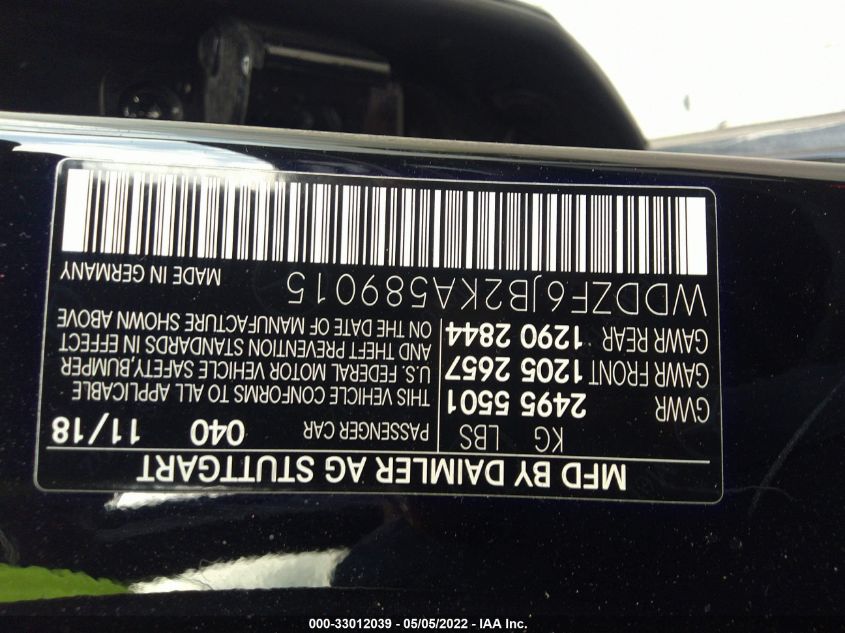 MFD BY DAIMLER AG STUTTGART
KG LBS
GVWR 2495 5501
GAWR FRONT 1205 2657
GAWR REAR 1290 2844
PASSENGER CAR 040 11/18
THIS VEHICLE CONFORMS TO ALL APPLICABLE
U.S. FEDERAL MOTOR VEHICLE SAFETY,BUMPER
AND THEFT PREVENTION STANDARDS IN EFFECT
ON THE DATE OF MANUFACTURE SHOWN ABOVE
WDDZF6JB2KA589015 MADE IN GERMANY
000-33012039 - 05/05/2022 - IAA Inc.